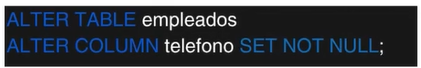 ALTER TABLE empleados
ALTER COLUMN telefono SET NOT NULL;